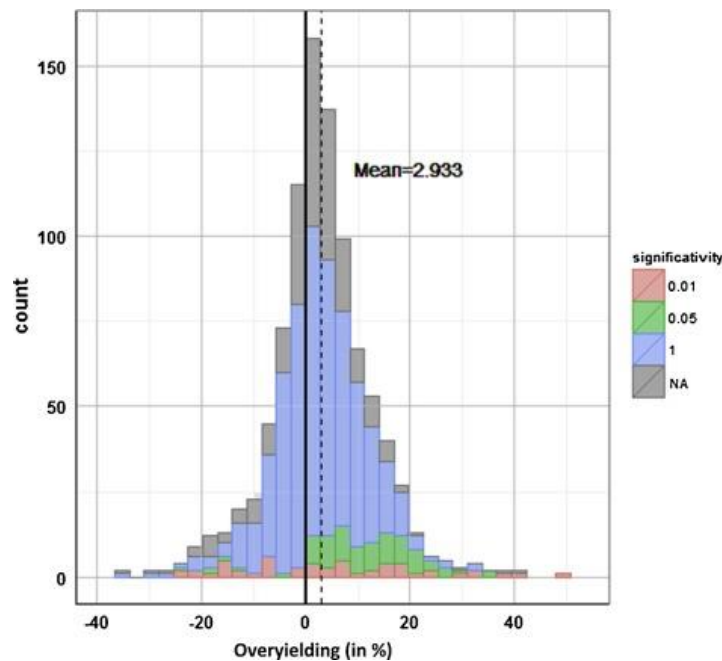 150
100
50
0
count
-40 -20 0 20 40
Overyielding (in %)
Mean=2.933
significativity
0.01
0.05
1
NA